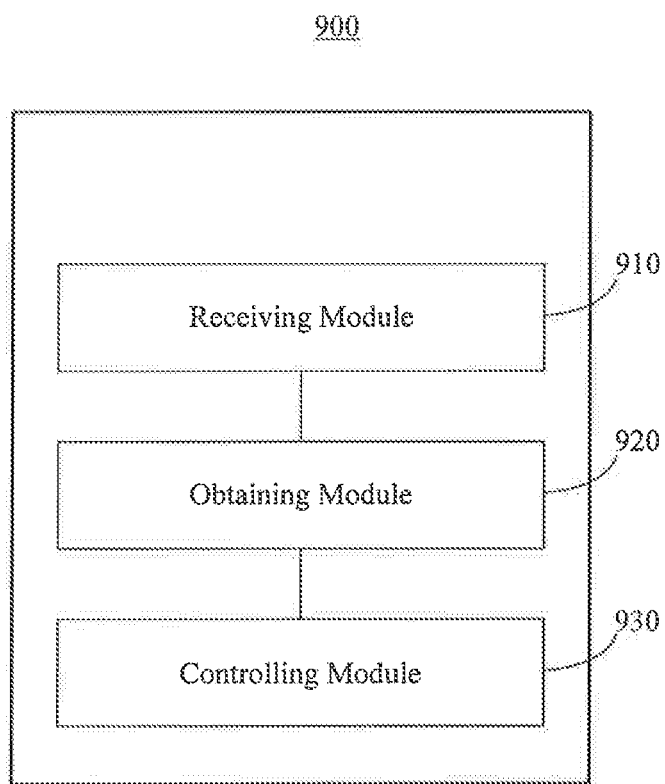 900
910
Receiving Module
920
Obtaining Module
930
Controlling Module